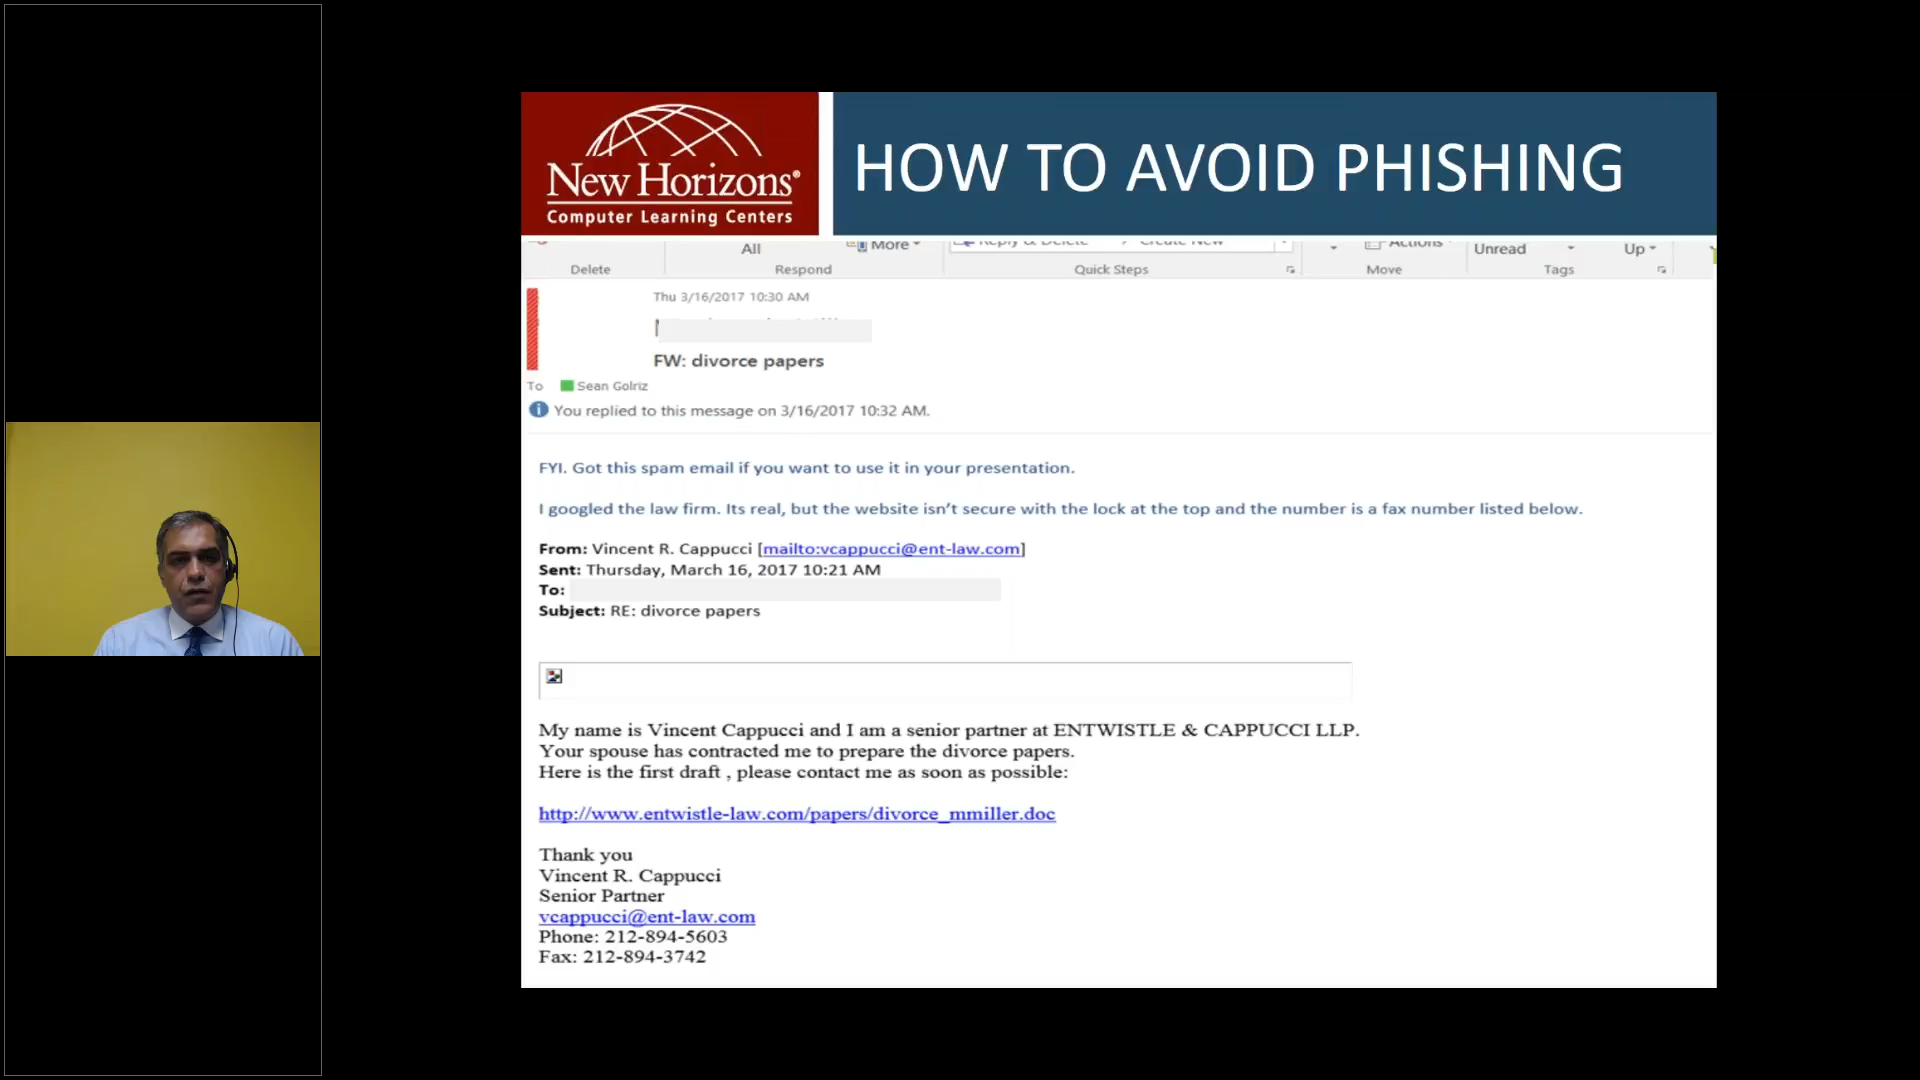 New Horizons®
Computer Learning Centers
HOW TO AVOID PHISHING
All
More
Reply & Delete
Create New
Actions
Unread
Up
Delete
Respond
Quick Steps
Move
Tags
Thu 3/16/2017 10:30 AM
FW: divorce papers
To Sean Golriz
You replied to this message on 3/16/2017 10:32 AM.
FYI. Got this spam email if you want to use it in your presentation.
I googled the law firm. Its real, but the website isn't secure with the lock at the top and the number is a fax number listed below.
From: Vincent R. Cappucci [mailto:vcappucci@ent-law.com]
Sent: Thursday, March 16, 2017 10:21 AM
To:
Subject: RE: divorce papers
My name is Vincent Cappucci and I am a senior partner at ENTWISTLE & CAPPUCCI LLP.
Your spouse has contracted me to prepare the divorce papers.
Here is the first draft , please contact me as soon as possible:
http://www.entwistle-law.com/papers/divorce_mmiller.doc
Thank you
Vincent R. Cappucci
Senior Partner
vcappucci@ent-law.com
Phone: 212-894-5603
Fax: 212-894-3742